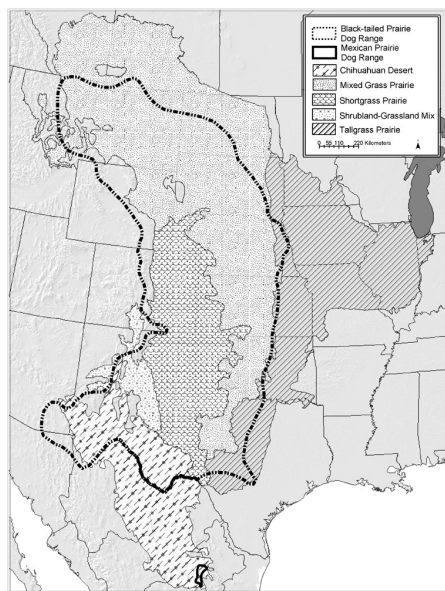 Black-tailed Prairie
Dog Range
Mexican Prairie
Dog Range
Chihuahuan Desert
Mixed Grass Prairie
Shortgrass Prairie
Shrubland-Grassland Mix
Tallgrass Prairie
0 55 110 220 Kilometers